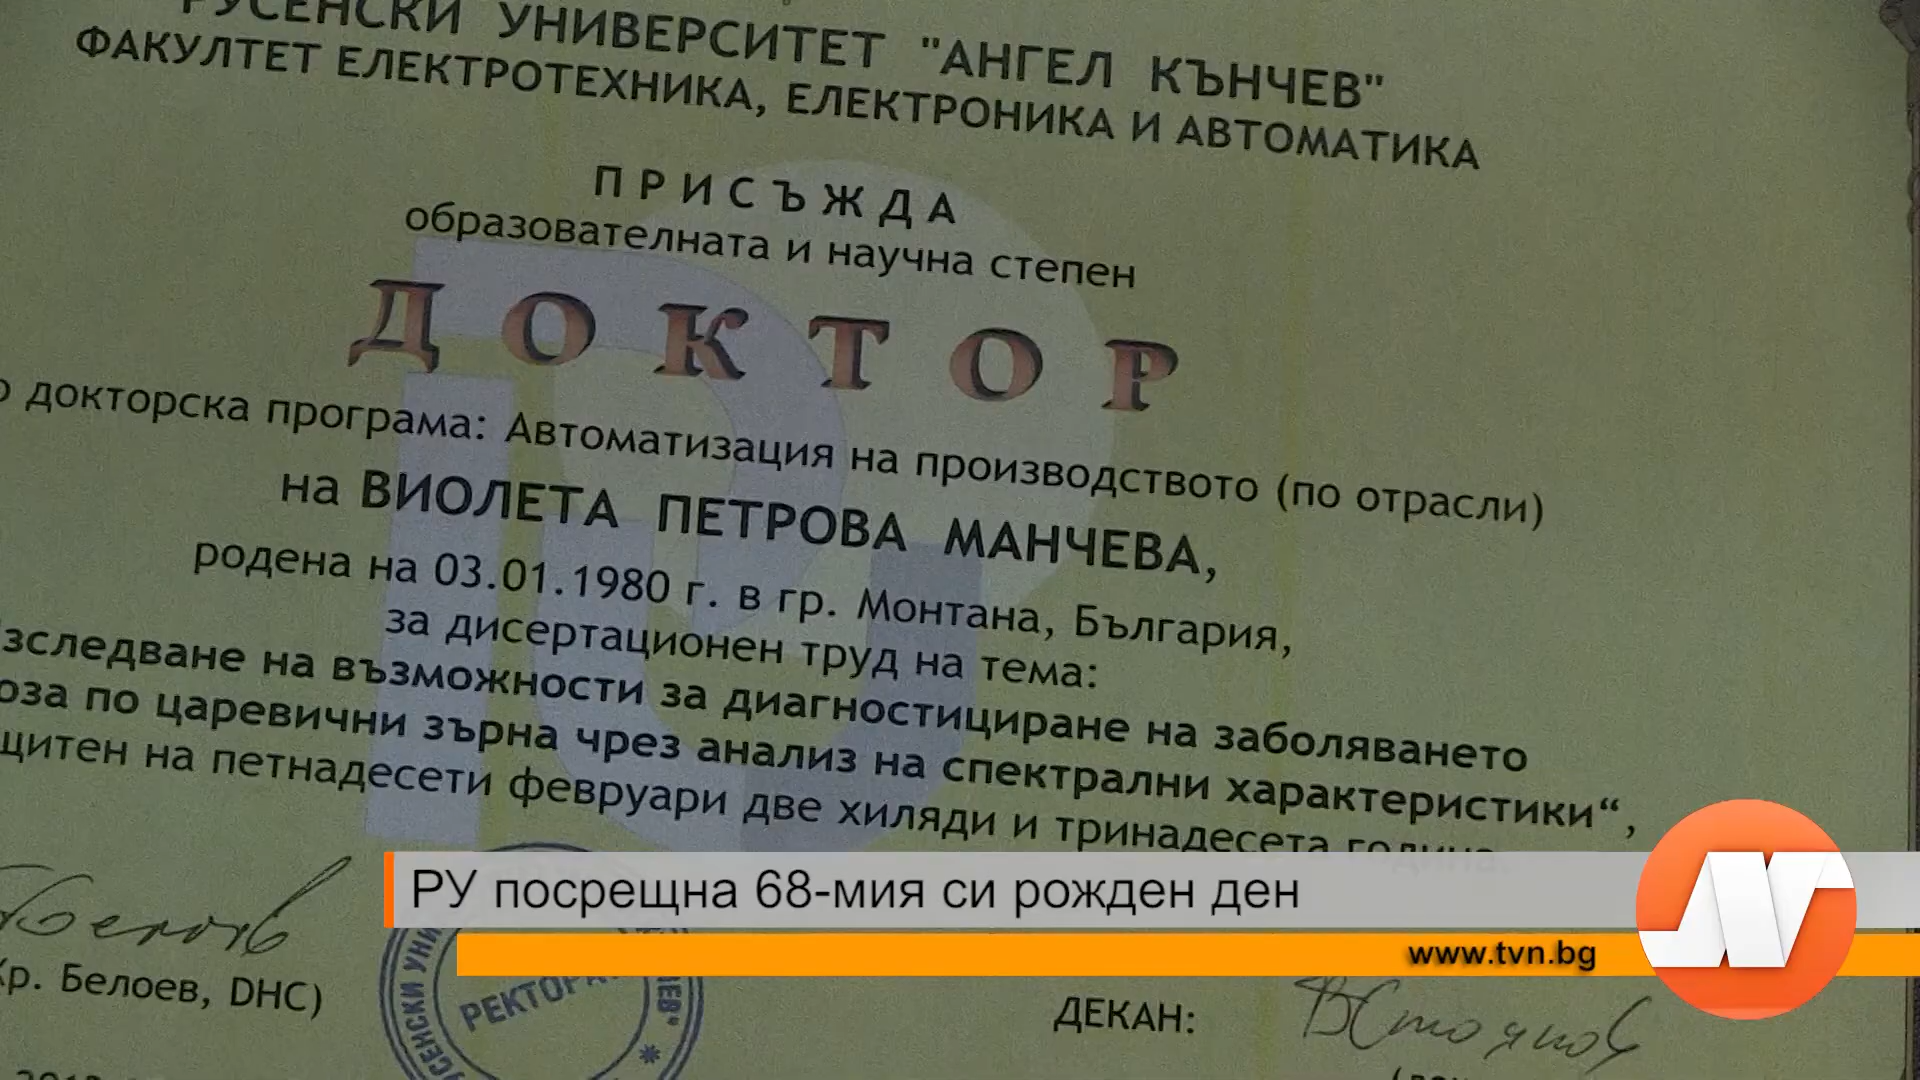 РУСЕНСКИ УНИВЕРСИТЕТ "АНГЕЛ КЪНЧЕВ"
ФАКУЛТЕТ ЕЛЕКТРОТЕХНИКА, ЕЛЕКТРОНИКА И АВТОМАТИКА
ПРИСЪЖДА
образователната и научна степен
ДОКТОР
о докторска програма: Автоматизация на производството (по отрасли)
на ВИОЛЕТА ПЕТРОВА МАНЧЕВА,
родена на 03.01.1980 г. в гр. Монтана, България,
за дисертационен труд на тема:
зследване на възможности за диагностициране на заболяването
оза по царевични зърна чрез анализ на спектрални характеристики“,
щитен на петнадесети февруари две хиляди и тринадесета година.
РУ посрещна 68-мия си рожден ден
www.tvn.bg
р. Белоев, DHC)
РЕКТОРА
ДЕКАН: